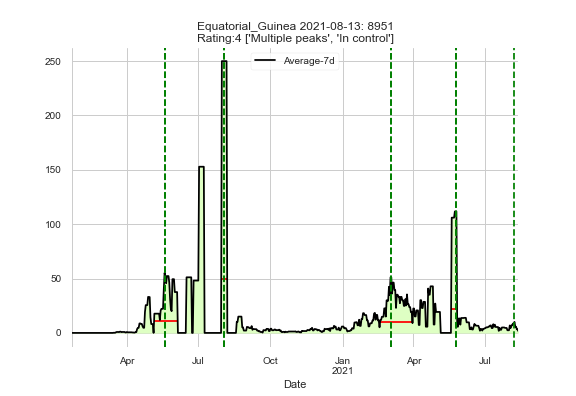 Equatorial_Guinea 2021-08-13: 8951
Rating:4 ['Multiple peaks', 'In control']
Average-7d
250
200
150
100
50
0
Apr Jul Oct Jan Apr Jul
2021
Date